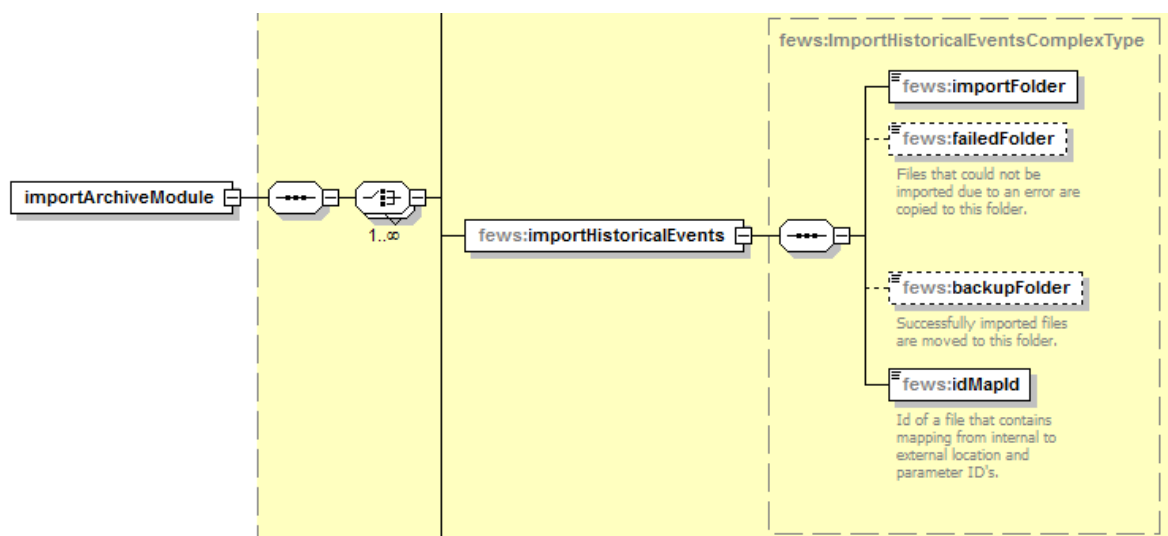 fews:ImportHistoricalEventsComplexType
fews:importFolder
fews:failedFolder
Files that could not be
imported due to an error are
copied to this folder.
importArchiveModule
1..∞
fews:importHistoricalEvents
fews:backupFolder
Successfully imported files
are moved to this folder.
fews:idMapId
Id of a file that contains
mapping from internal to
external location and
parameter ID's.